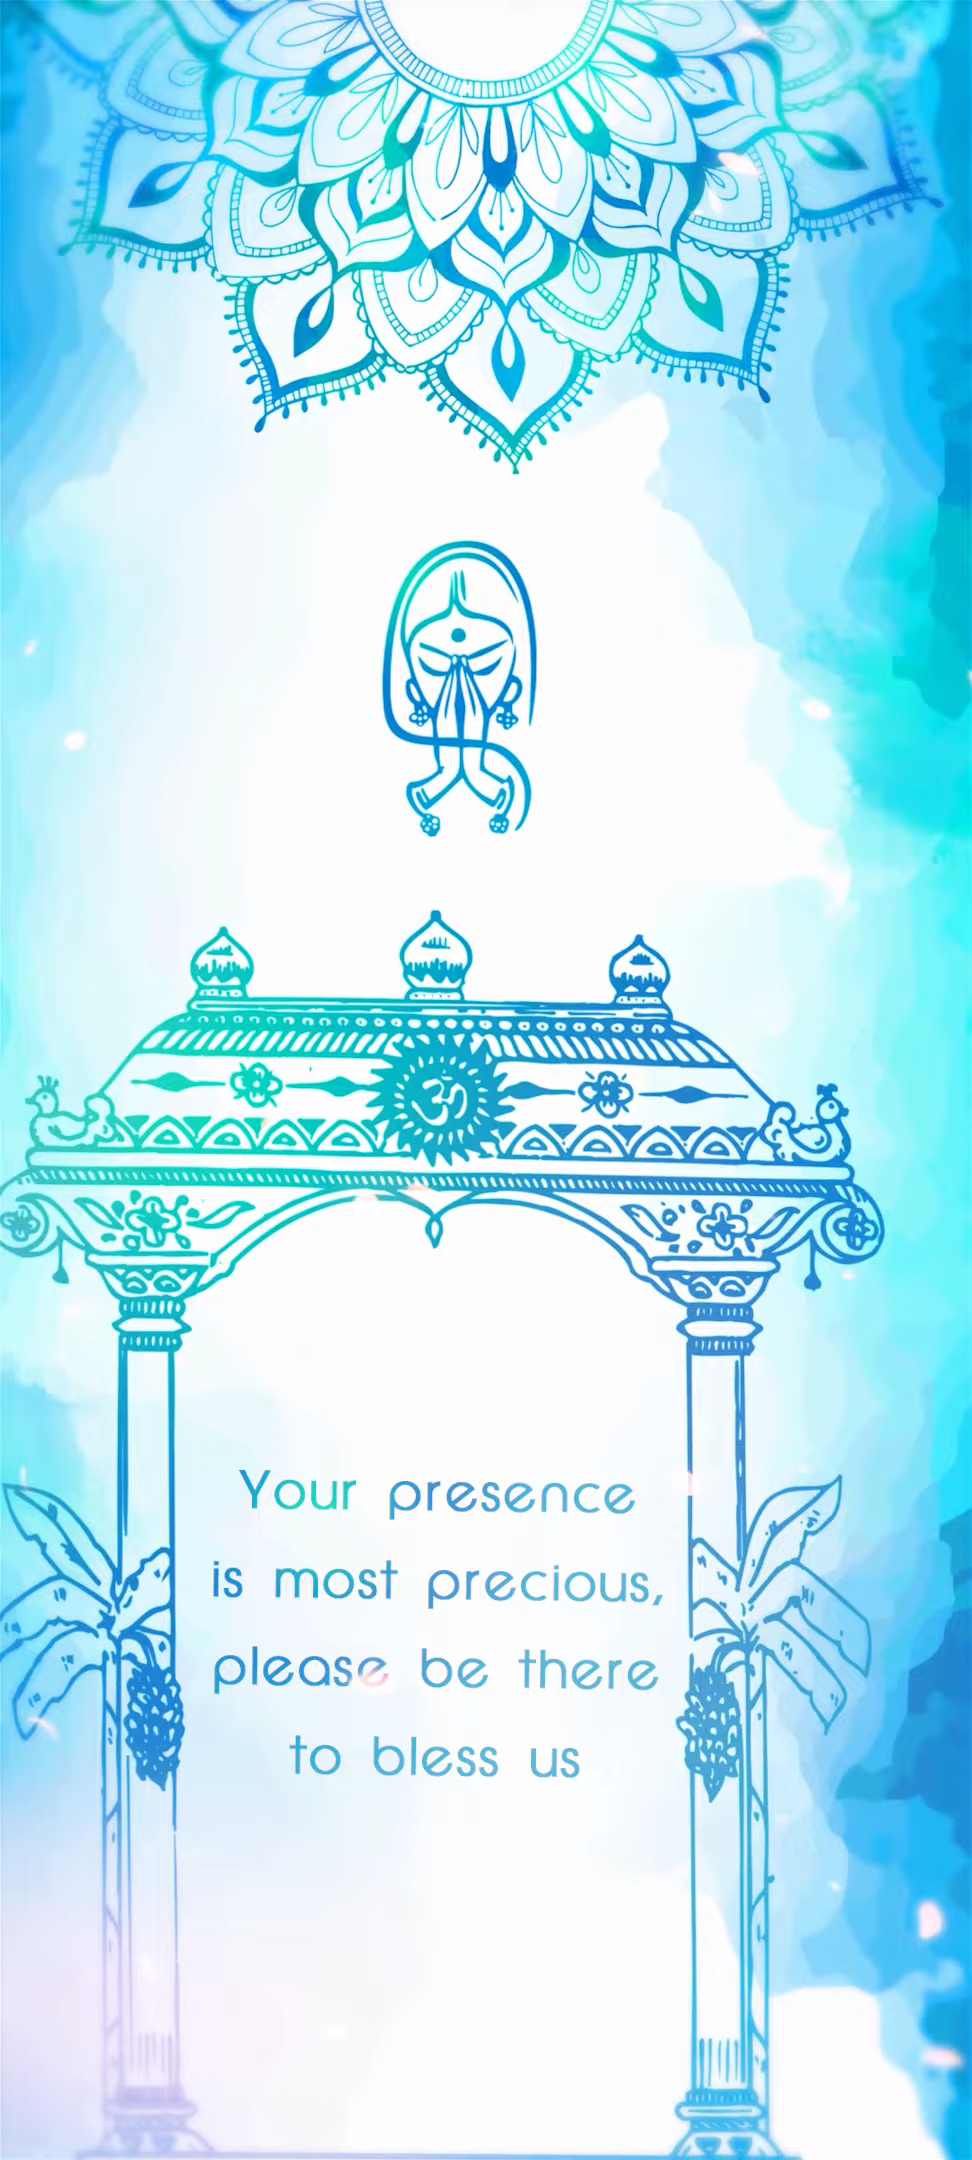 ॐ
Your presence
is most precious,
please be there
to bless us